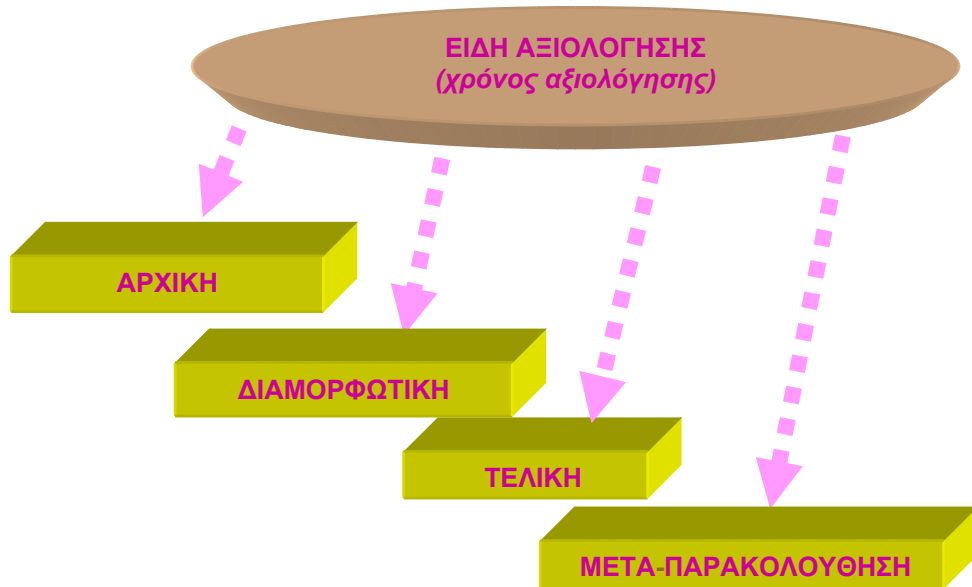 ΕΙΔΗ ΑΞΙΟΛΟΓΗΣΗΣ
(χρόνος αξιολόγησης)
ΑΡΧΙΚΗ
ΔΙΑΜΟΡΦΩΤΙΚΗ
ΤΕΛΙΚΗ
ΜΕΤΑ-ΠΑΡΑΚΟΛΟΥΘΗΣΗ